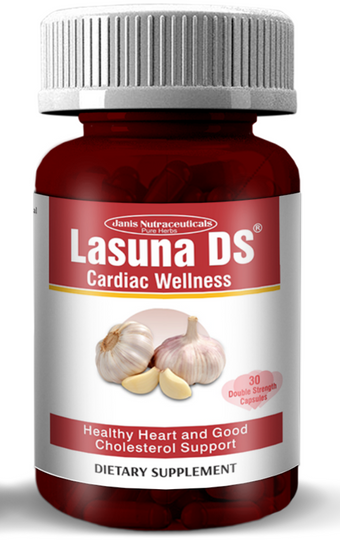 Janis Nutraceuticals
Pure Herbs
Lasuna DS®
Cardiac Wellness
30
Double Strength
Capsules
Healthy Heart and Good
Cholesterol Support
DIETARY SUPPLEMENT